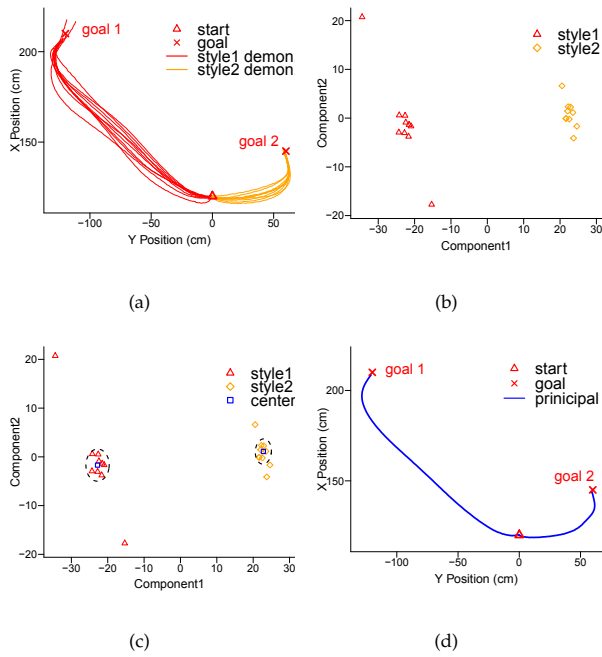 goal 1
start
goal
style1 demon
style2 demon
goal 2
200
150
X Position (cm)
−100
−50
0
50
Y Position (cm)
(a)
style1
style2
20
10
0
−10
−20
Component2
−30
−20
−10
0
10
20
30
Component1
(b)
style1
style2
center
20
10
0
−10
−20
Component2
−30
−20
−10
0
10
20
30
Component1
(c)
goal 1
start
goal
prinicipal
goal 2
200
150
X Position (cm)
−100
−50
0
50
Y Position (cm)
(d)